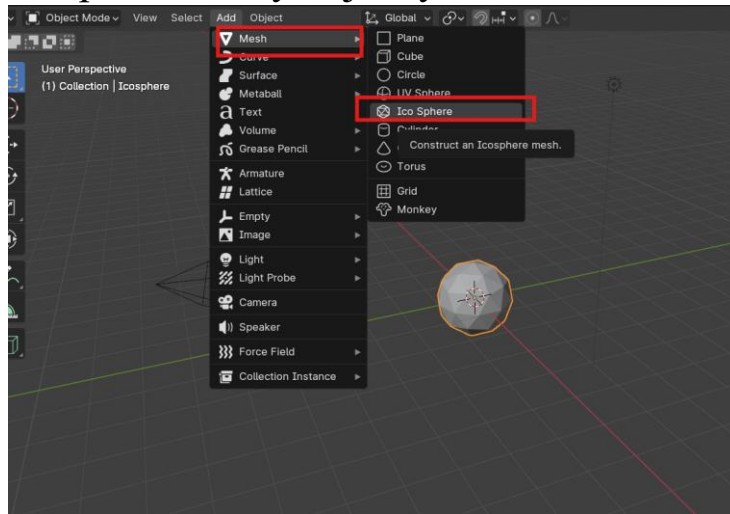 Object Mode View Select Add Object Global
User Perspective
(1) Collection | Icosphere
Mesh
Curve
Surface
Metaball
Text
Volume
Grease Pencil
Armature
Lattice
Empty
Image
Light
Light Probe
Camera
Speaker
Force Field
Collection Instance
Plane
Cube
Circle
UV Sphere
Ico Sphere
Cylinder
Construct an Icosphere mesh.
Torus
Grid
Monkey